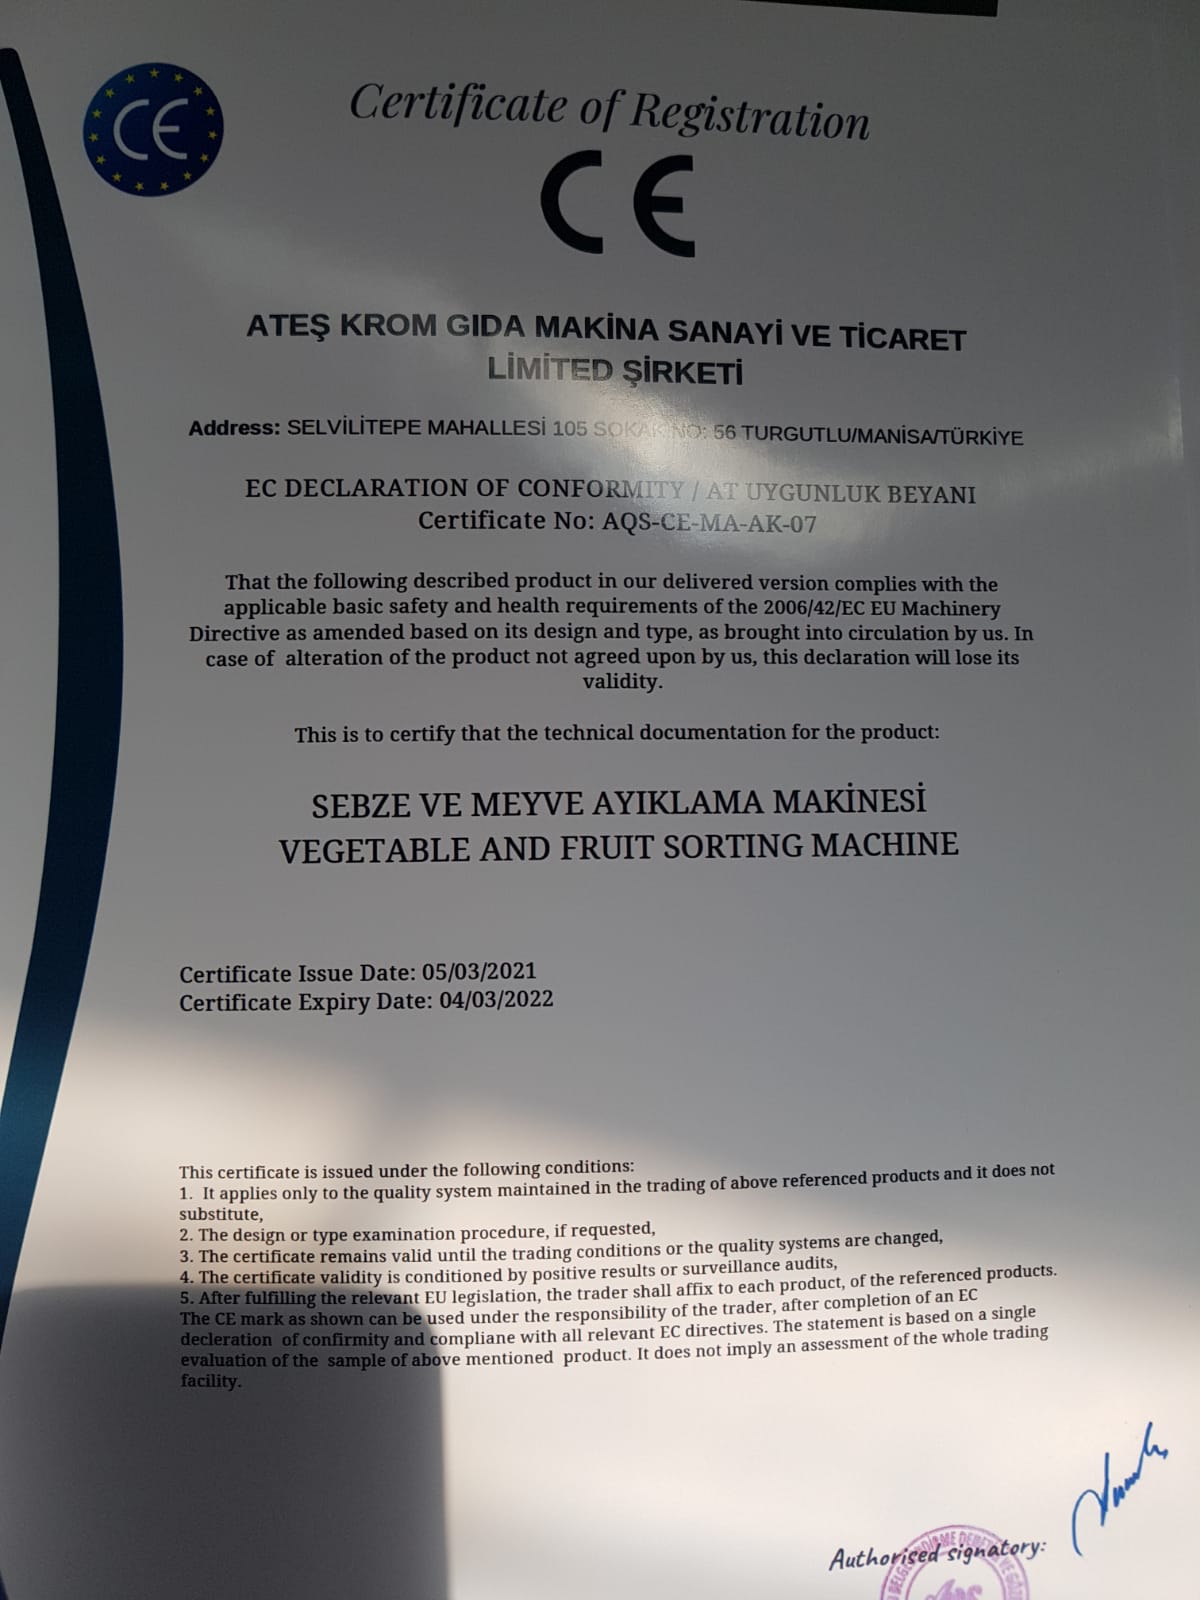 CE
Certificate of Registration
CE
ATEŞ KROM GIDA MAKİNA SANAYİ VE TİCARET
LİMİTED ŞİRKETİ
Address: SELVİLİTEPE MAHALLESİ 105 SOKAK NO: 56 TURGUTLU/MANİSA/TÜRKİYE
EC DECLARATION OF CONFORMITY / AT UYGUNLUK BEYANI
Certificate No: AQS-CE-MA-AK-07
That the following described product in our delivered version complies with the
applicable basic safety and health requirements of the 2006/42/EC EU Machinery
Directive as amended based on its design and type, as brought into circulation by us. In
case of alteration of the product not agreed upon by us, this declaration will lose its
validity.
This is to certify that the technical documentation for the product:
SEBZE VE MEYVE AYIKLAMA MAKİNESİ
VEGETABLE AND FRUIT SORTING MACHINE
Certificate Issue Date: 05/03/2021
Certificate Expiry Date: 04/03/2022
This certificate is issued under the following conditions:
1. It applies only to the quality system maintained in the trading of above referenced products and it does not
substitute,
2. The design or type examination procedure, if requested,
3. The certificate remains valid until the trading conditions or the quality systems are changed,
4. The certificate validity is conditioned by positive results or surveillance audits,
5. After fulfilling the relevant EU legislation, the trader shall affix to each product, of the referenced products.
The CE mark as shown can be used under the responsibility of the trader, after completion of an EC
decleration of confirmity and compliane with all relevant EC directives. The statement is based on a single
evaluation of the sample of above mentioned product. It does not imply an assessment of the whole trading
facility.
Authorised signatory: